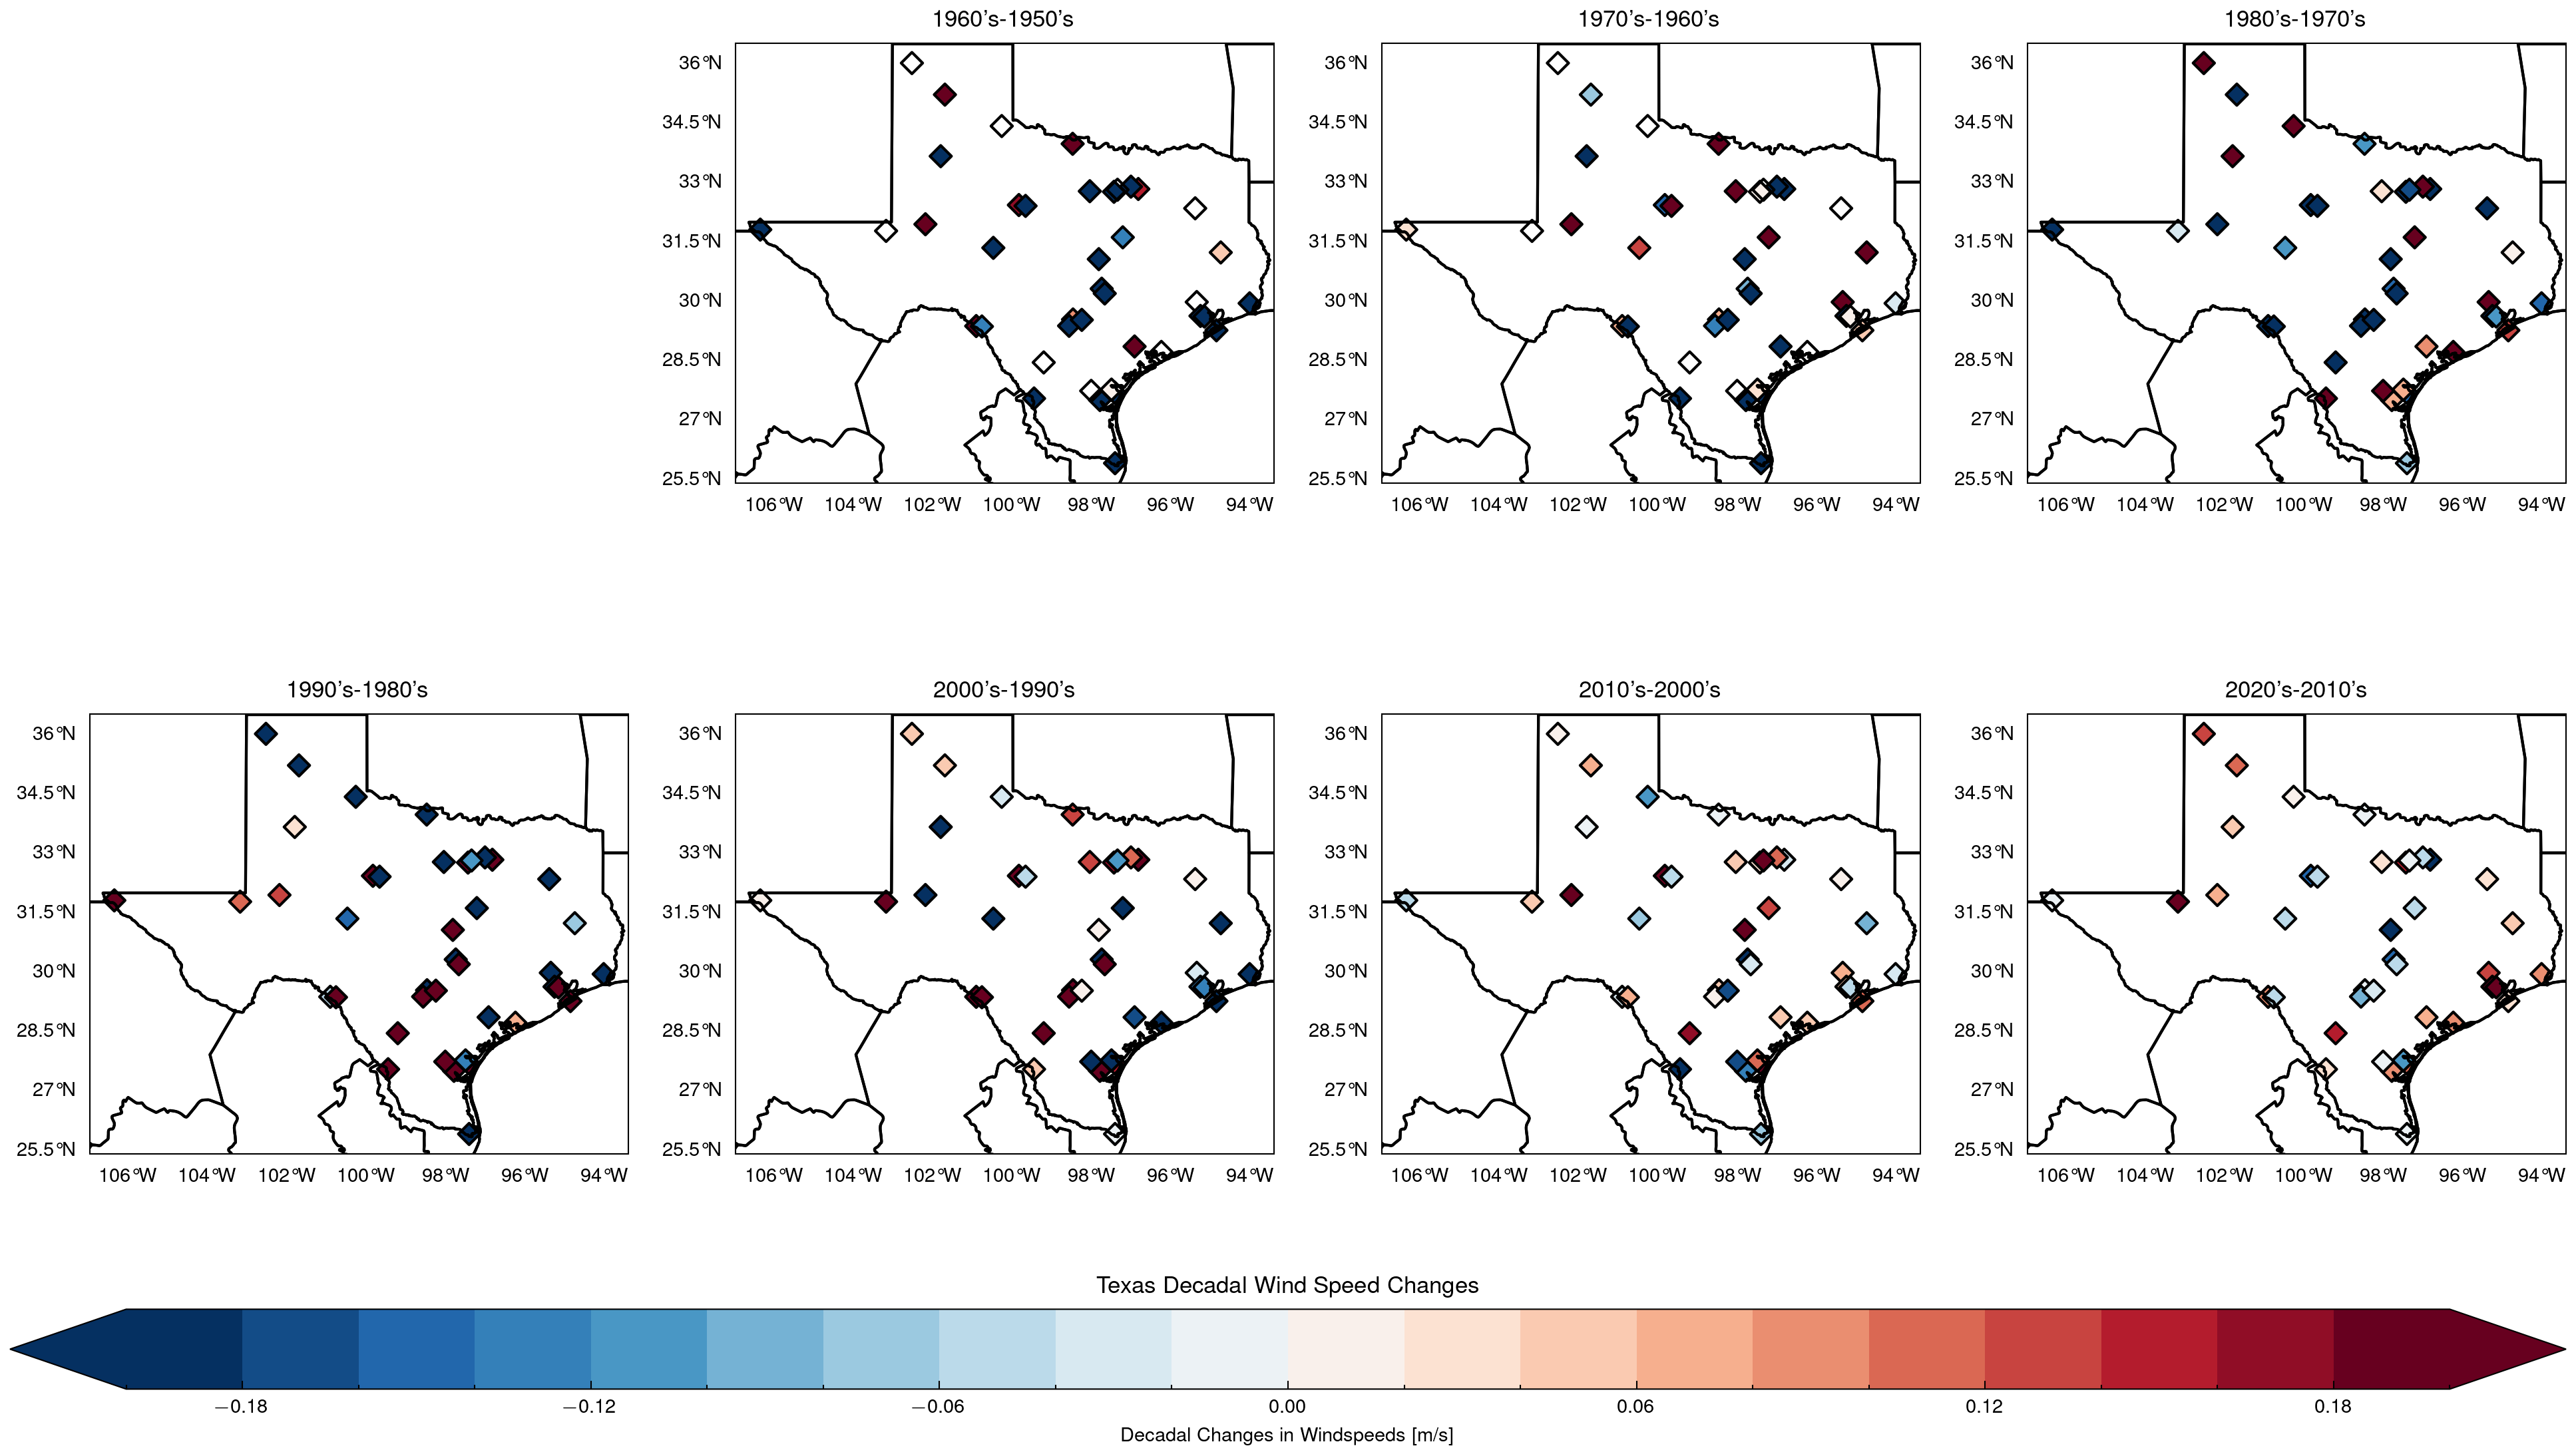 1960's-1950's
1970's-1960's
1980's-1970's
36°N
34.5°N
33°N
31.5°N
30°N
28.5°N
27°N
25.5°N
106°W 104°W 102°W 100°W 98°W 96°W 94°W
36°N
34.5°N
33°N
31.5°N
30°N
28.5°N
27°N
25.5°N
106°W 104°W 102°W 100°W 98°W 96°W 94°W
36°N
34.5°N
33°N
31.5°N
30°N
28.5°N
27°N
25.5°N
106°W 104°W 102°W 100°W 98°W 96°W 94°W
1990's-1980's
2000's-1990's
2010's-2000's
2020's-2010's
36°N
34.5°N
33°N
31.5°N
30°N
28.5°N
27°N
25.5°N
106°W 104°W 102°W 100°W 98°W 96°W 94°W
36°N
34.5°N
33°N
31.5°N
30°N
28.5°N
27°N
25.5°N
106°W 104°W 102°W 100°W 98°W 96°W 94°W
36°N
34.5°N
33°N
31.5°N
30°N
28.5°N
27°N
25.5°N
106°W 104°W 102°W 100°W 98°W 96°W 94°W
36°N
34.5°N
33°N
31.5°N
30°N
28.5°N
27°N
25.5°N
106°W 104°W 102°W 100°W 98°W 96°W 94°W
Texas Decadal Wind Speed Changes
−0.18 −0.12 −0.06 0.00 0.06 0.12 0.18
Decadal Changes in Windspeeds [m/s]